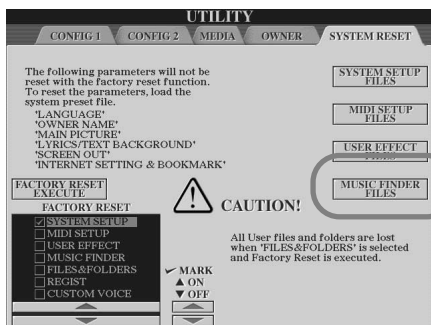 UTILITY
CONFIG 1 CONFIG 2 MEDIA OWNER SYSTEM RESET
The following parameters will not be
reset with the factory reset function.
To reset the parameters, load the
system preset file.
'LANGUAGE'
'OWNER NAME'
'MAIN PICTURE'
'LYRICS/TEXT BACKGROUND'
'SCREEN OUT'
'INTERNET SETTING & BOOKMARK'
SYSTEM SETUP
FILES
MIDI SETUP
FILES
USER EFFECT
FILES
MUSIC FINDER
FILES
FACTORY RESET
EXECUTE
CAUTION!
FACTORY RESET
SYSTEM SETUP
MIDI SETUP
USER EFFECT
MUSIC FINDER
FILES&FOLDERS
REGIST
CUSTOM VOICE
MARK
▲ ON
▼ OFF
All User files and folders are lost
when 'FILES&FOLDERS' is selected
and Factory Reset is executed.